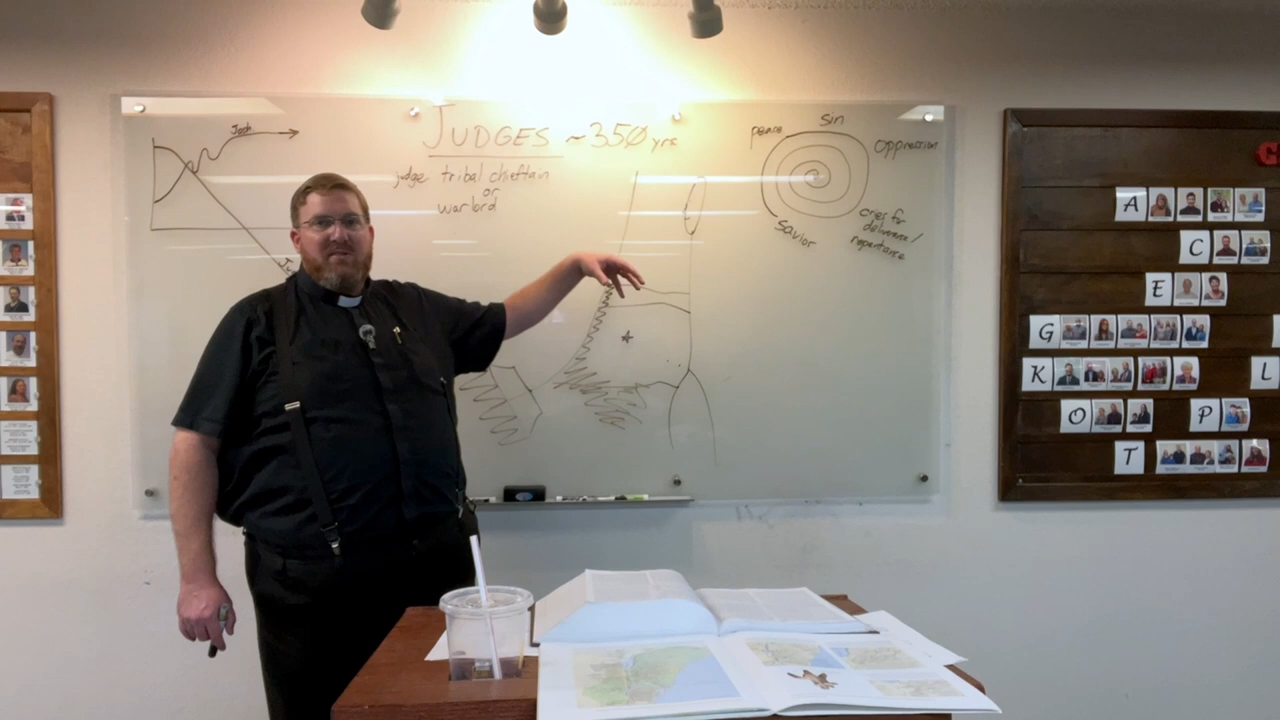 Josh
JUDGES ~350 yrs
judge tribal chieftain
or
warlord
peace
sin
oppression
cries for
deliverance/
repentance
savior
A
C
E
G
K
L
O
P
T